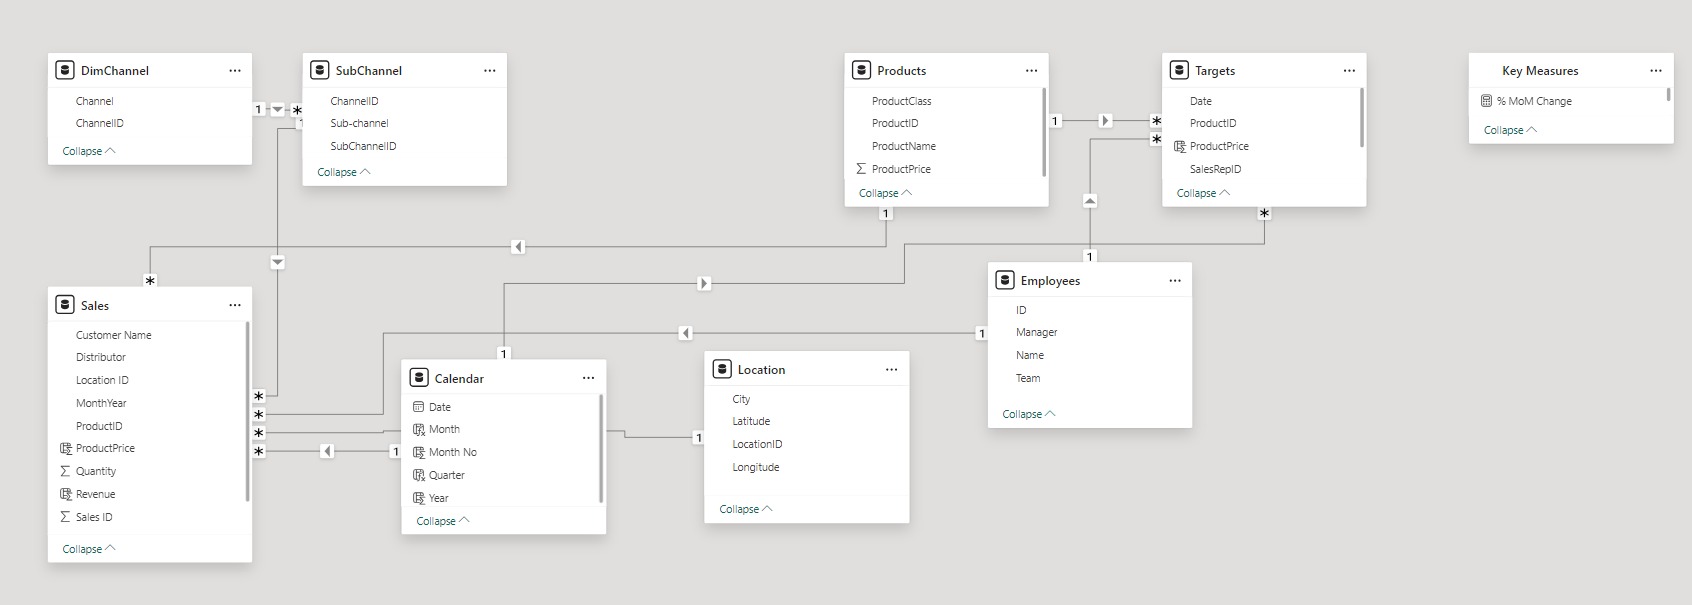 DimChannel
Channel
ChannelID
Collapse
1
*
SubChannel
ChannelID
Sub-channel
SubChannelID
Collapse
1
Products
ProductClass
ProductID
ProductName
ProductPrice
Collapse
1
*
*
1
Targets
Date
ProductID
ProductPrice
SalesRepID
Collapse
*
Key Measures
% MoM Change
Collapse
*
Sales
Customer Name
Distributor
Location ID
MonthYear
ProductID
ProductPrice
Quantity
Revenue
Sales ID
Collapse
*
*
*
*
1
1
Calendar
Date
Month
Month No
Quarter
Year
Collapse
1
Location
City
Latitude
LocationID
Longitude
Collapse
1
1
Employees
ID
Manager
Name
Team
Collapse